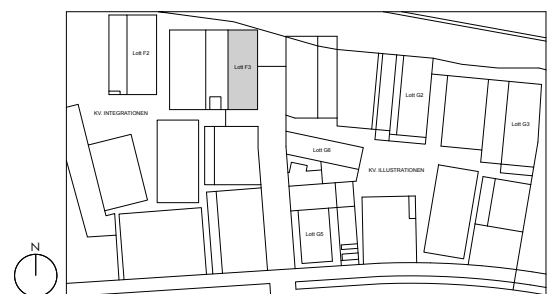 Lott F2
Lott F3
Lott G2
Lott G3
KV. INTEGRATIONEN
Lott G6
KV. ILLUSTRATIONEN
Lott G5
N